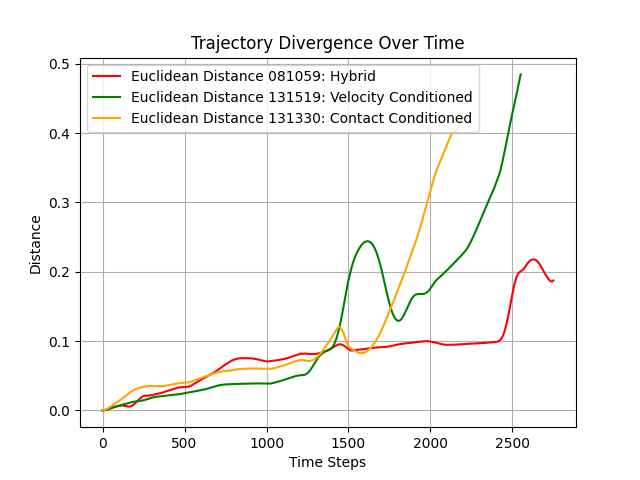 Trajectory Divergence Over Time
Euclidean Distance 081059: Hybrid
Euclidean Distance 131519: Velocity Conditioned
Euclidean Distance 131330: Contact Conditioned
0.5
0.4
0.3
0.2
0.1
0.0
Distance
0 500 1000 1500 2000 2500
Time Steps